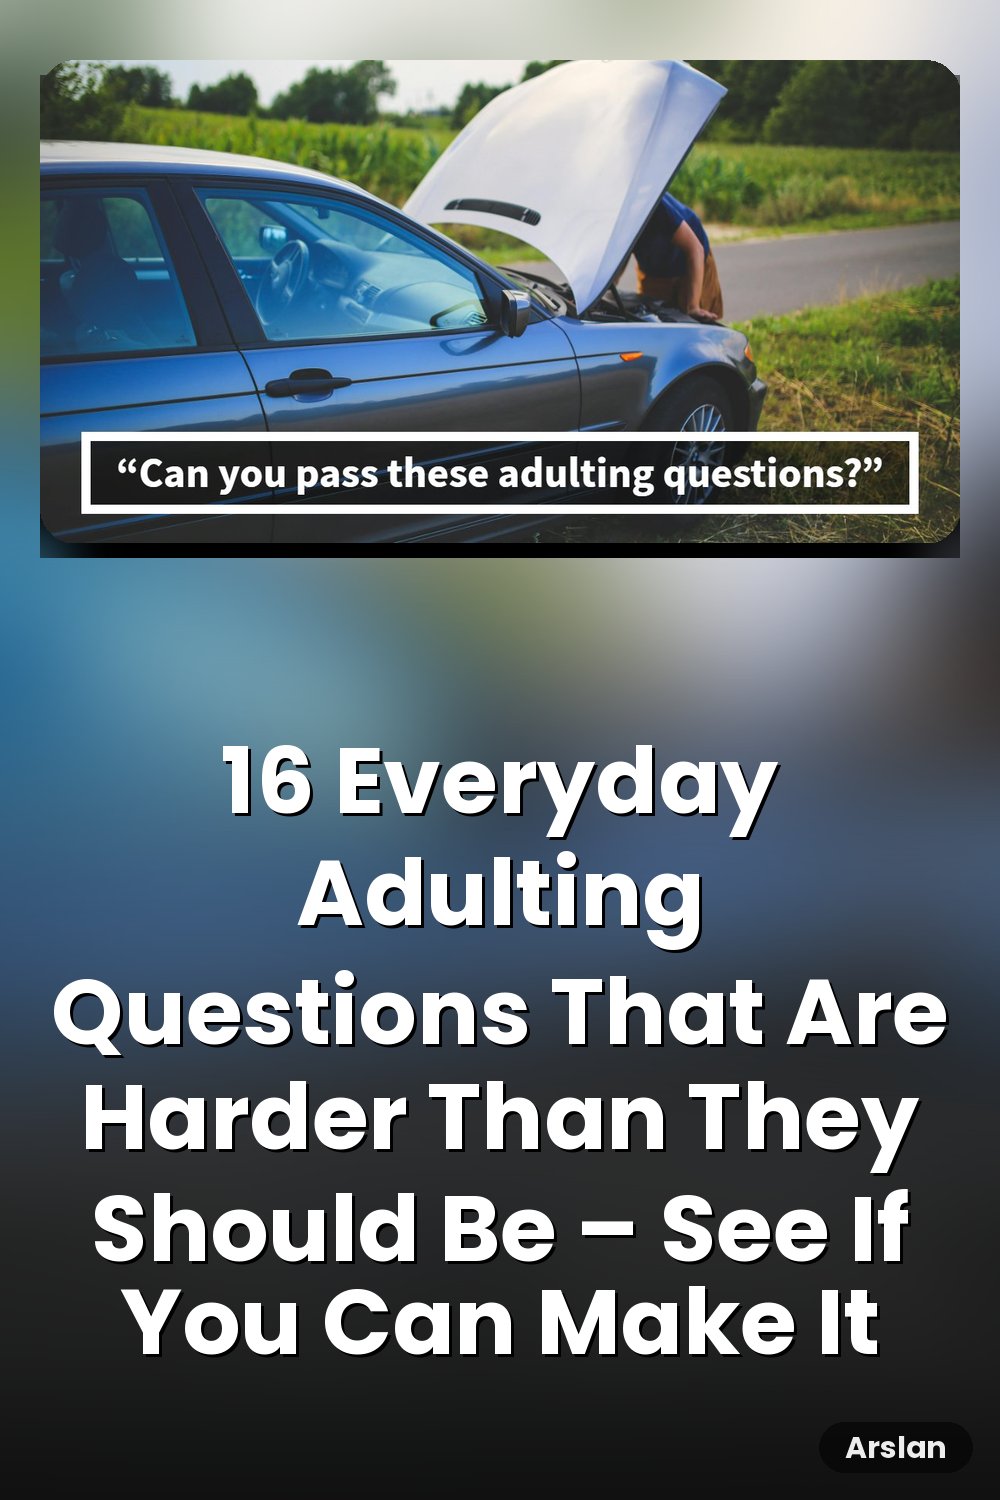 “Can you pass these adulting questions?”
16 Everyday
Adulting
Questions That Are
Harder Than They
Should Be – See If
You Can Make It
Arslan